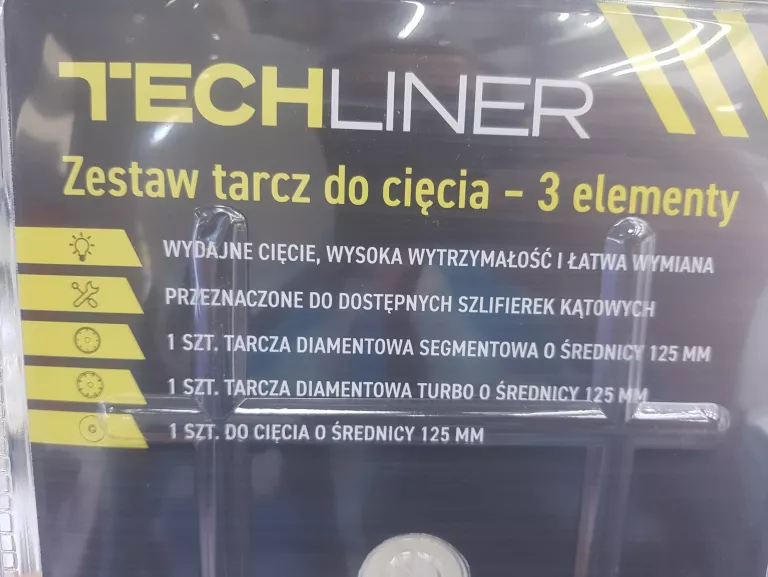 TECHLINER
Zestaw tarcz do cięcia – 3 elementy
WYDAJNE CIĘCIE, WYSOKA WYTRZYMAŁOŚĆ I ŁATWA WYMIANA
PRZEZNACZONE DO DOSTĘPNYCH SZLIFIEREK KĄTOWYCH
1 SZT. TARCZA DIAMENTOWA SEGMENTOWA O ŚREDNICY 125 MM
1 SZT. TARCZA DIAMENTOWA TURBO O ŚREDNICY 125 MM
1 SZT. DO CIĘCIA O ŚREDNICY 125 MM